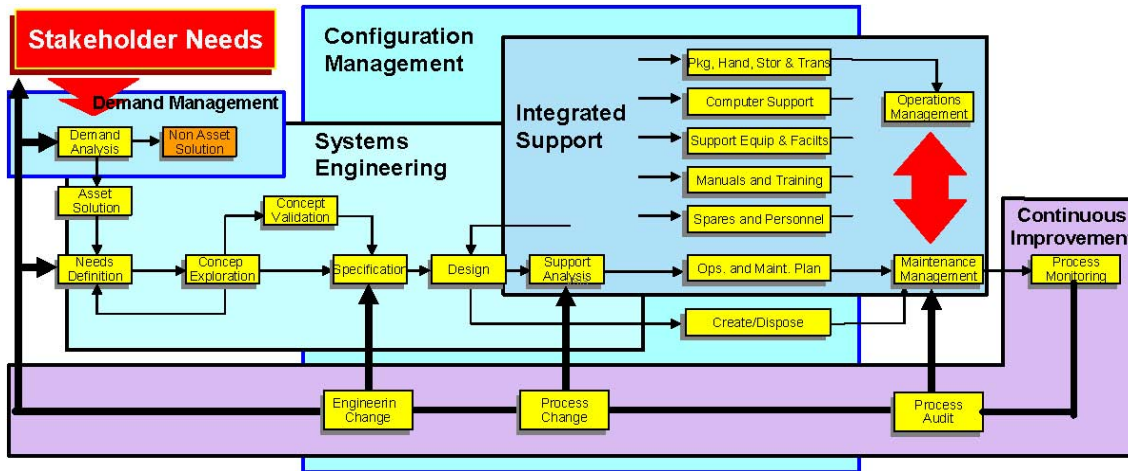 Stakeholder Needs
Configuration
Management
Demand Management
Demand
Analysis
Non Asset
Solution
Asset
Solution
Systems
Engineering
Integrated
Support
Pkg, Hand, Stor & Trans
Computer Support
Support Equip & Facilts
Manuals and Training
Spares and Personnel
Operations
Management
Concept
Validation
Needs
Definition
Concep
Exploration
Specification
Design
Support
Analysis
Ops. and Maint. Plan
Maintenance
Management
Create/Dispose
Continuous
Improvement
Process
Monitoring
Engineerin
Change
Process
Change
Process
Audit